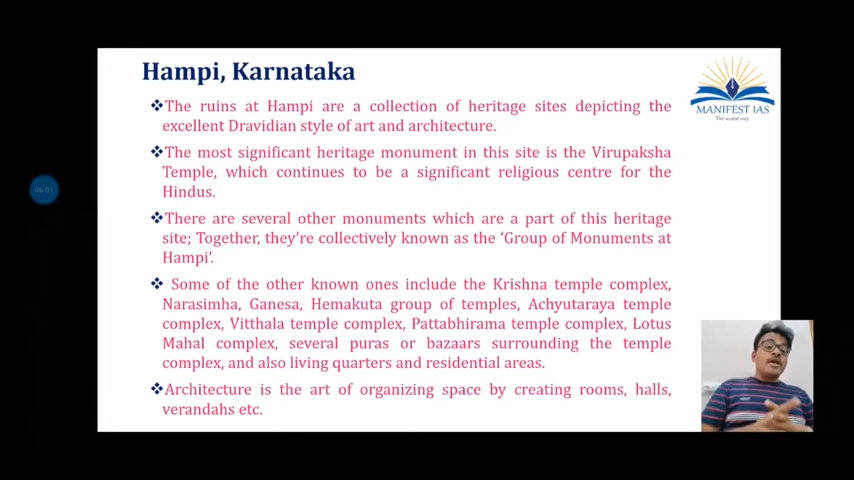 Hampi, Karnataka
❖The ruins at Hampi are a collection of heritage sites depicting the
excellent Dravidian style of art and architecture.
❖The most significant heritage monument in this site is the Virupaksha
Temple, which continues to be a significant religious centre for the
Hindus.
❖There are several other monuments which are a part of this heritage
site; Together, they're collectively known as the 'Group of Monuments at
Hampi'.
❖ Some of the other known ones include the Krishna temple complex,
Narasimha, Ganesa, Hemakuta group of temples, Achyutaraya temple
complex, Vitthala temple complex, Pattabhirama temple complex, Lotus
Mahal complex, several puras or bazaars surrounding the temple
complex, and also living quarters and residential areas.
❖Architecture is the art of organizing space by creating rooms, halls,
verandahs etc.
MANIFEST IAS
The worst way
05:01